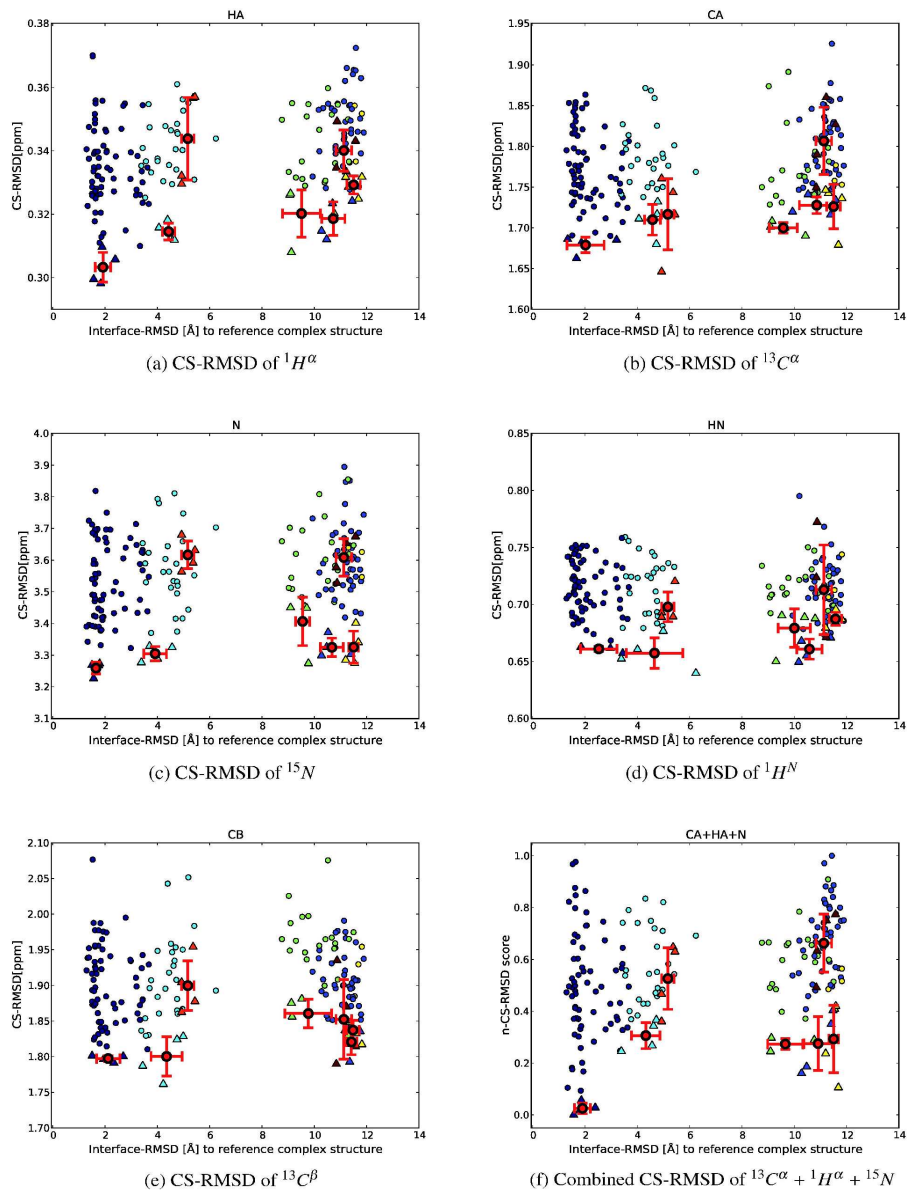 HA
CS-RMSD[ppm]
0.38
0.36
0.34
0.32
0.30
0 2 4 6 8 10 12 14
Interface-RMSD [Å] to reference complex structure
(a) CS-RMSD of ¹Hᵅ
CA
CS-RMSD[ppm]
1.95
1.90
1.85
1.80
1.75
1.70
1.65
1.60
0 2 4 6 8 10 12 14
Interface-RMSD [Å] to reference complex structure
(b) CS-RMSD of ¹³Cᵅ
N
CS-RMSD[ppm]
4.0
3.9
3.8
3.7
3.6
3.5
3.4
3.3
3.2
3.1
0 2 4 6 8 10 12 14
Interface-RMSD [Å] to reference complex structure
(c) CS-RMSD of ¹⁵N
HN
CS-RMSD[ppm]
0.85
0.80
0.75
0.70
0.65
0.60
0 2 4 6 8 10 12 14
Interface-RMSD [Å] to reference complex structure
(d) CS-RMSD of ¹Hᴺ
CB
CS-RMSD[ppm]
2.10
2.05
2.00
1.95
1.90
1.85
1.80
1.75
1.70
0 2 4 6 8 10 12 14
Interface-RMSD [Å] to reference complex structure
(e) CS-RMSD of ¹³Cᵝ
CA+HA+N
n-CS-RMSD score
1.0
0.8
0.6
0.4
0.2
0.0
0 2 4 6 8 10 12 14
Interface-RMSD [Å] to reference complex structure
(f) Combined CS-RMSD of ¹³Cᵅ + ¹Hᵅ + ¹⁵N